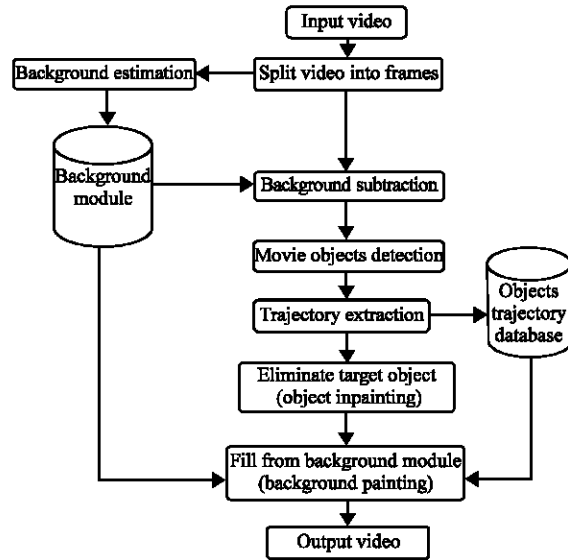 Input video
Background estimation
Split video into frames
Background
module
Background subtraction
Movie objects detection
Objects
trajectory
database
Trajectory extraction
Eliminate target object
(object inpainting)
Fill from background module
(background painting)
Output video